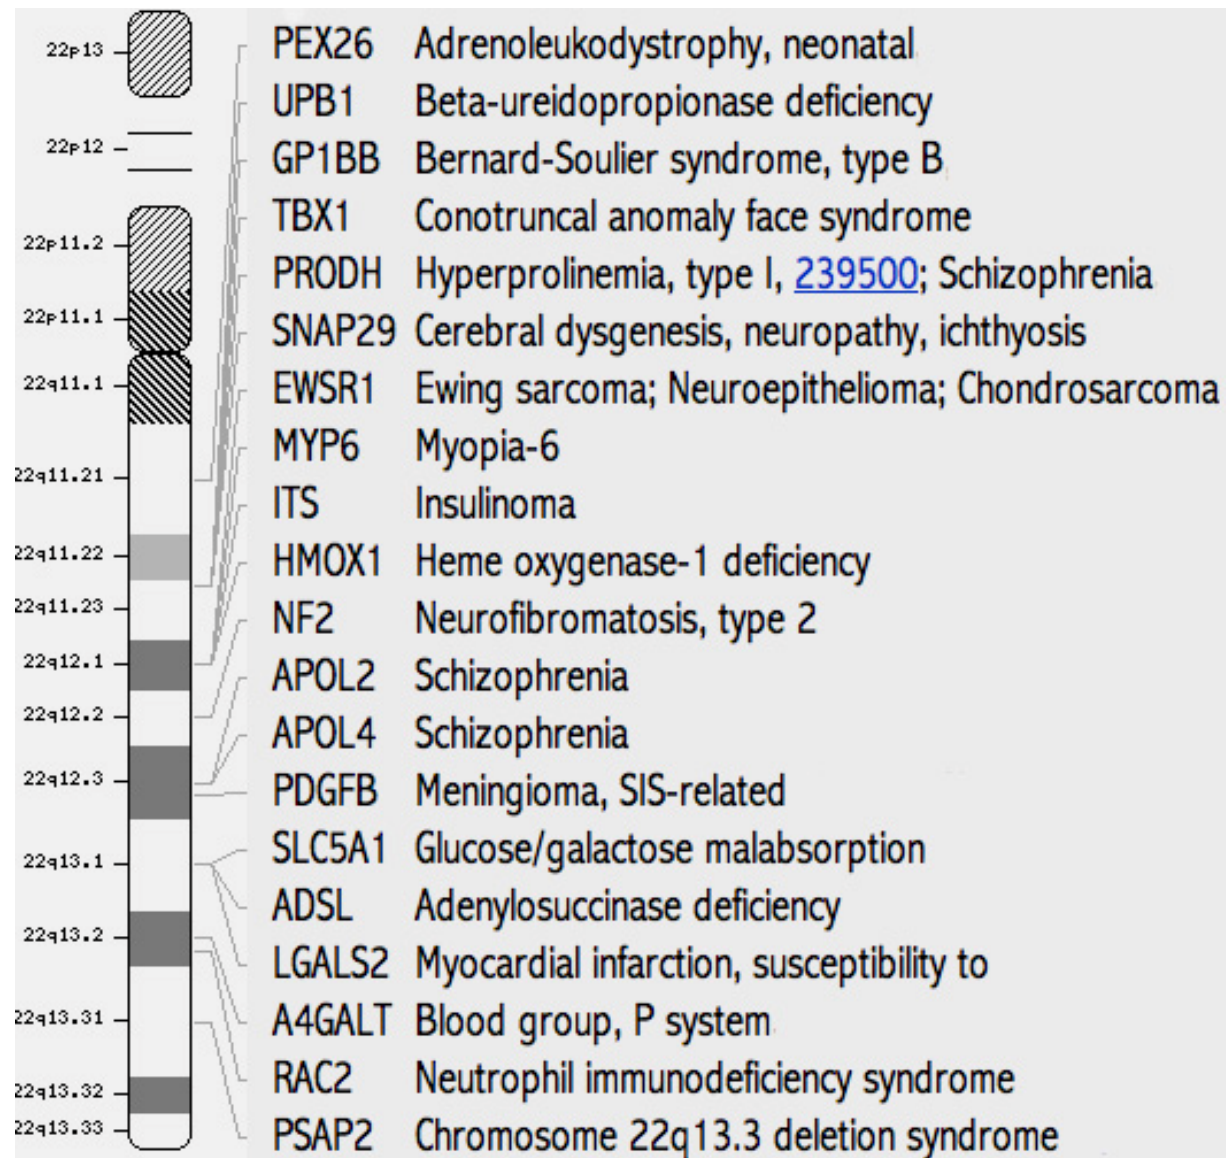 22p13
22p12
22p11.2
22p11.1
22q11.1
22q11.21
22q11.22
22q11.23
22q12.1
22q12.2
22q12.3
22q13.1
22q13.2
22q13.31
22q13.32
22q13.33
PEX26 Adrenoleukodystrophy, neonatal
UPB1 Beta-ureidopropionase deficiency
GP1BB Bernard-Soulier syndrome, type B
TBX1 Conotruncal anomaly face syndrome
PRODH Hyperprolinemia, type I, 239500; Schizophrenia
SNAP29 Cerebral dysgenesis, neuropathy, ichthyosis
EWSR1 Ewing sarcoma; Neuroepithelioma; Chondrosarcoma
MYP6 Myopia-6
ITS Insulinoma
HMOX1 Heme oxygenase-1 deficiency
NF2 Neurofibromatosis, type 2
APOL2 Schizophrenia
APOL4 Schizophrenia
PDGFB Meningioma, SIS-related
SLC5A1 Glucose/galactose malabsorption
ADSL Adenylosuccinase deficiency
LGALS2 Myocardial infarction, susceptibility to
A4GALT Blood group, P system
RAC2 Neutrophil immunodeficiency syndrome
PSAP2 Chromosome 22q13.3 deletion syndrome